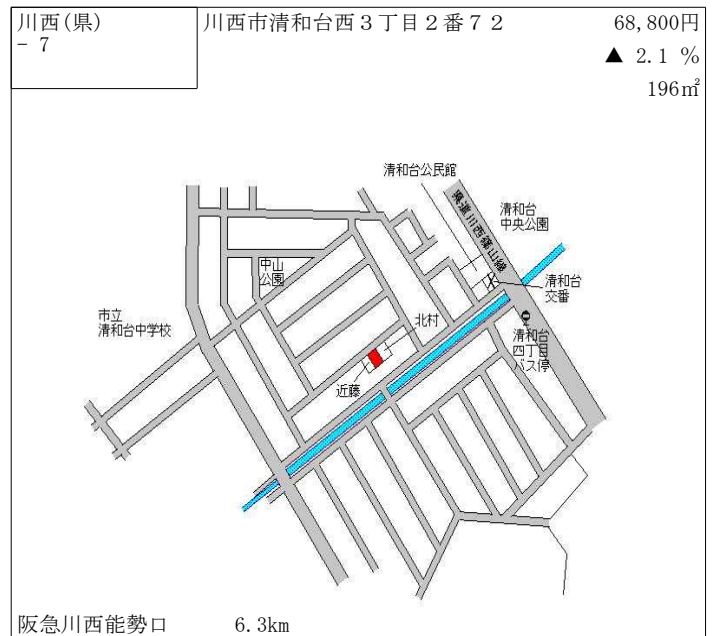 川西(県)
－ 7
川西市清和台西３丁目２番７２
68,800円
▲ 2.1 %
196㎡
清和台公民館
県道川西篠山線
清和台
中央公園
中山
公園
清和台
交番
市立
清和台中学校
北村
清和台
四丁目
バス停
近藤
阪急川西能勢口 6.3km